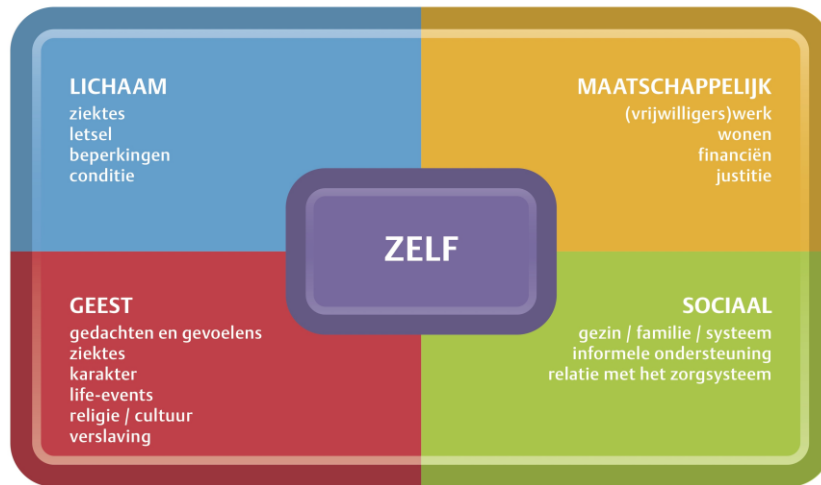 LICHAAM
ziektes
letsel
beperkingen
conditie
MAATSCHAPPELIJK
(vrijwilligers)werk
wonen
financiën
justitie
ZELF
GEEST
gedachten en gevoelens
ziektes
karakter
life-events
religie / cultuur
verslaving
SOCIAAL
gezin / familie / systeem
informele ondersteuning
relatie met het zorgsysteem